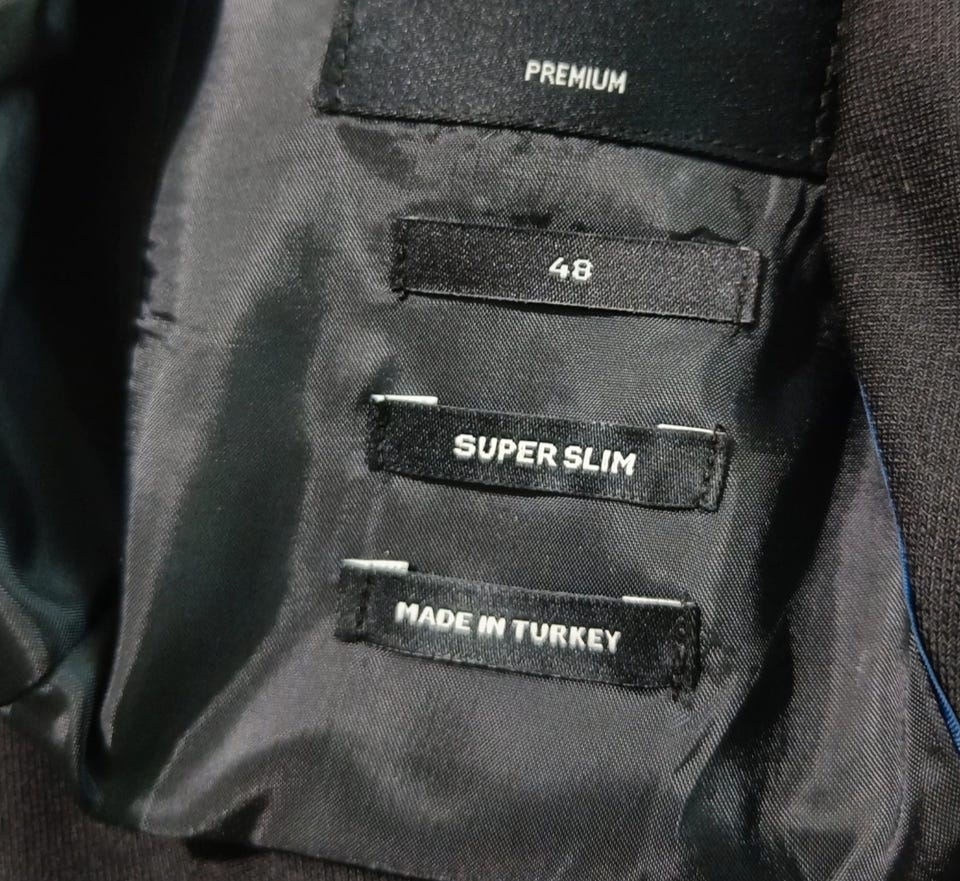 PREMIUM
48
SUPER SLIM
MADE IN TURKEY